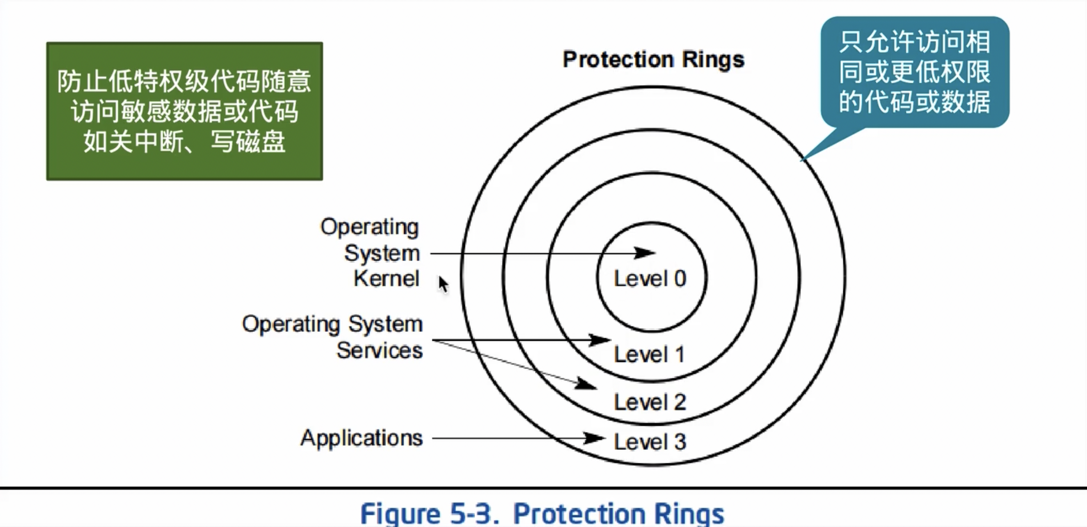 Protection Rings
防止低特权级代码随意
访问敏感数据或代码
如关中断、写磁盘
只允许访问相
同或更低权限
的代码或数据
Operating
System
Kernel
Level 0
Operating System
Services
Level 1
Level 2
Applications
Level 3
Figure 5-3. Protection Rings